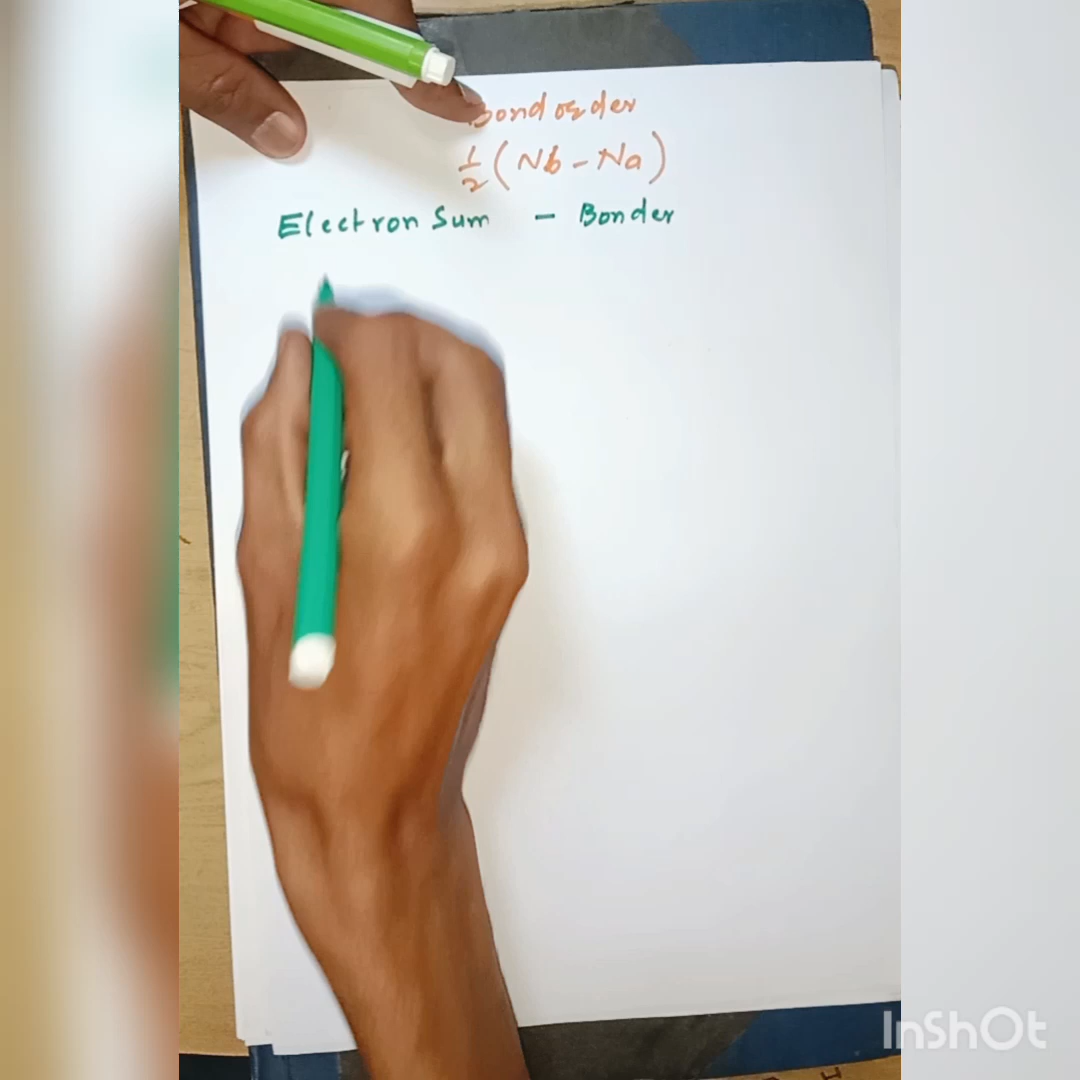 Bond order
1/2 (Nb - Na)
Electron Sum - Bonder
InShOt